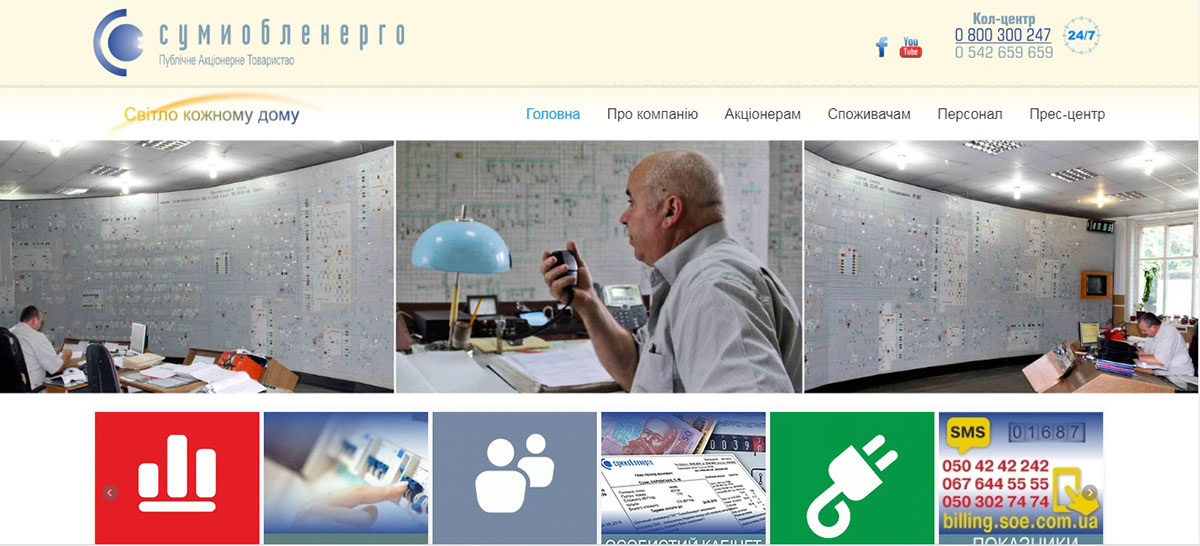 сумиобленерго
Публічне Акціонерне Товариство
You
Tube
Кол-центр
0 800 300 247
0 542 659 659
24/7
Світло кожному дому
Головна
Про компанію
Акціонерам
Споживачам
Персонал
Прес-центр
сумиобленерго
ОСОБИСТИЙ КАБІНЕТ
SMS
01687
050 42 42 242
067 644 55 55
050 302 74 74
billing.soe.com.ua
ПОКАЗНИКИ